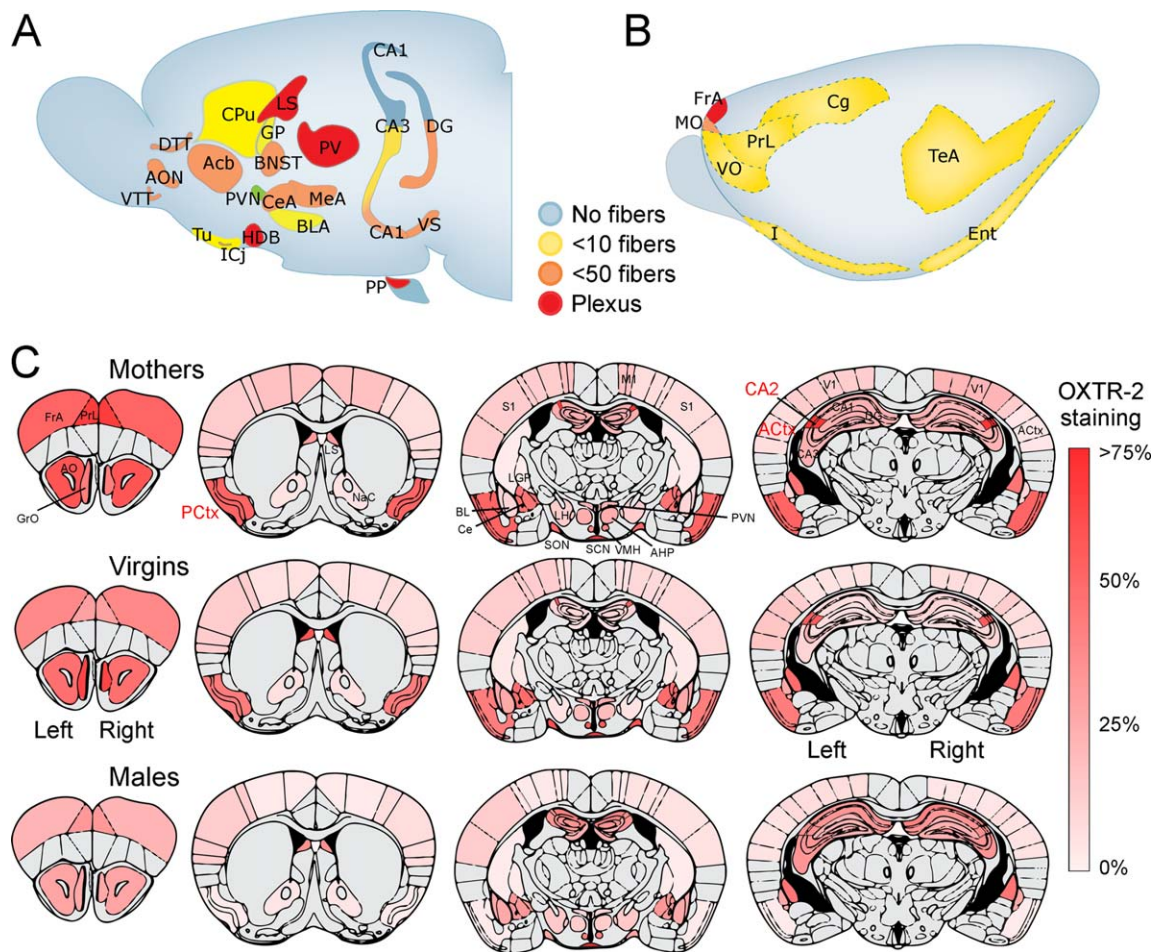 A
CA1
CPu
LS
GP
CA3
DG
DTT
Acb
BNST
PV
AON
VTT
PVN
CeA
MeA
BLA
Tu
HDB
ICj
CA1
VS
PP
No fibers
<10 fibers
<50 fibers
Plexus
B
FrA
MO
Cg
PrL
VO
TeA
I
Ent
C
Mothers
FrA
PrL
AO
GrO
PCtx
LS
NaC
M1
S1
S1
LGP
BL
Ce
LH
PVN
SON
SCN
VMH
AHP
CA2
V1
V1
ACtx
CA1
DG
ACtx
CA3
OXTR-2
staining
>75%
50%
25%
0%
Virgins
Left
Right
Left
Right
Males